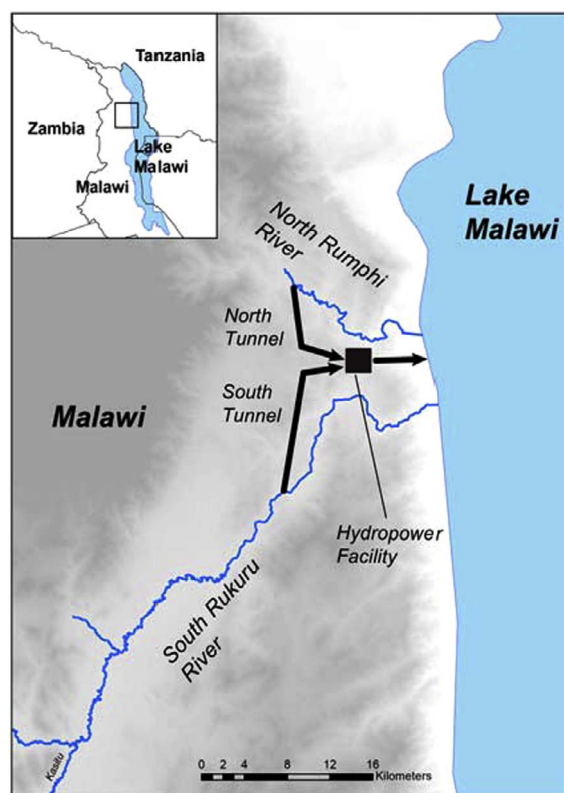 Tanzania
Zambia
Lake
Malawi
Malawi
North Rumphi
River
Lake
Malawi
North
Tunnel
South
Tunnel
Malawi
Hydropower
Facility
South Rukuru
River
Kasitu
0 2 4 8 12 16
Kilometers